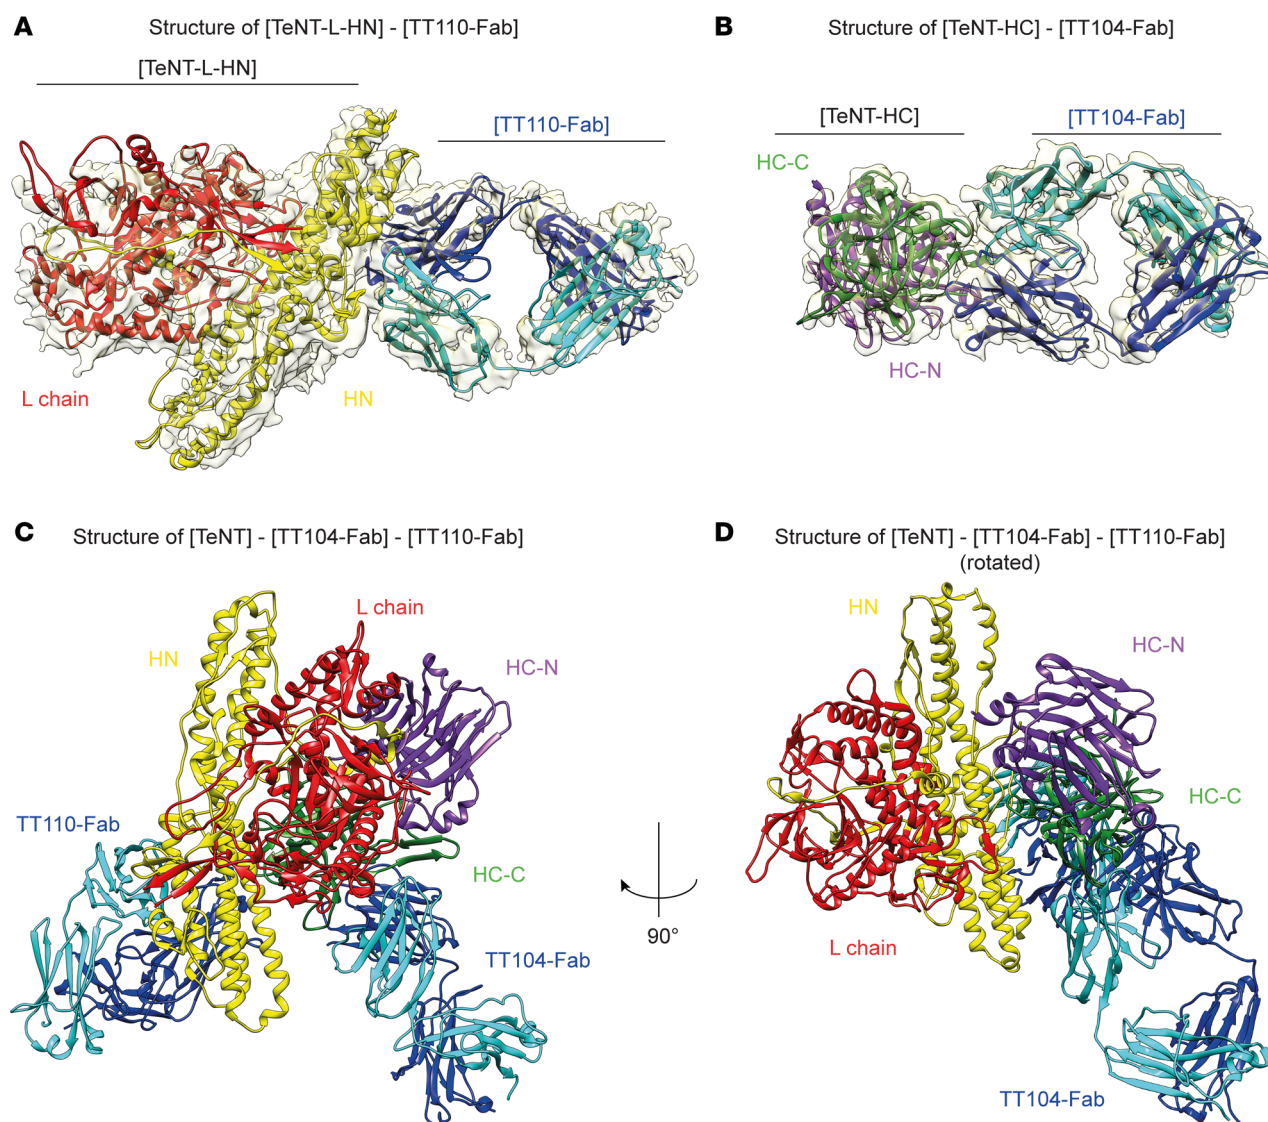 A
Structure of [TeNT-L-HN] - [TT110-Fab]
[TeNT-L-HN]
[TT110-Fab]
L chain
HN
B
Structure of [TeNT-HC] - [TT104-Fab]
[TeNT-HC]
[TT104-Fab]
HC-C
HC-N
C
Structure of [TeNT] - [TT104-Fab] - [TT110-Fab]
L chain
HN
HC-N
TT110-Fab
HC-C
TT104-Fab
90°
D
Structure of [TeNT] - [TT104-Fab] - [TT110-Fab]
(rotated)
HN
HC-N
HC-C
L chain
TT104-Fab